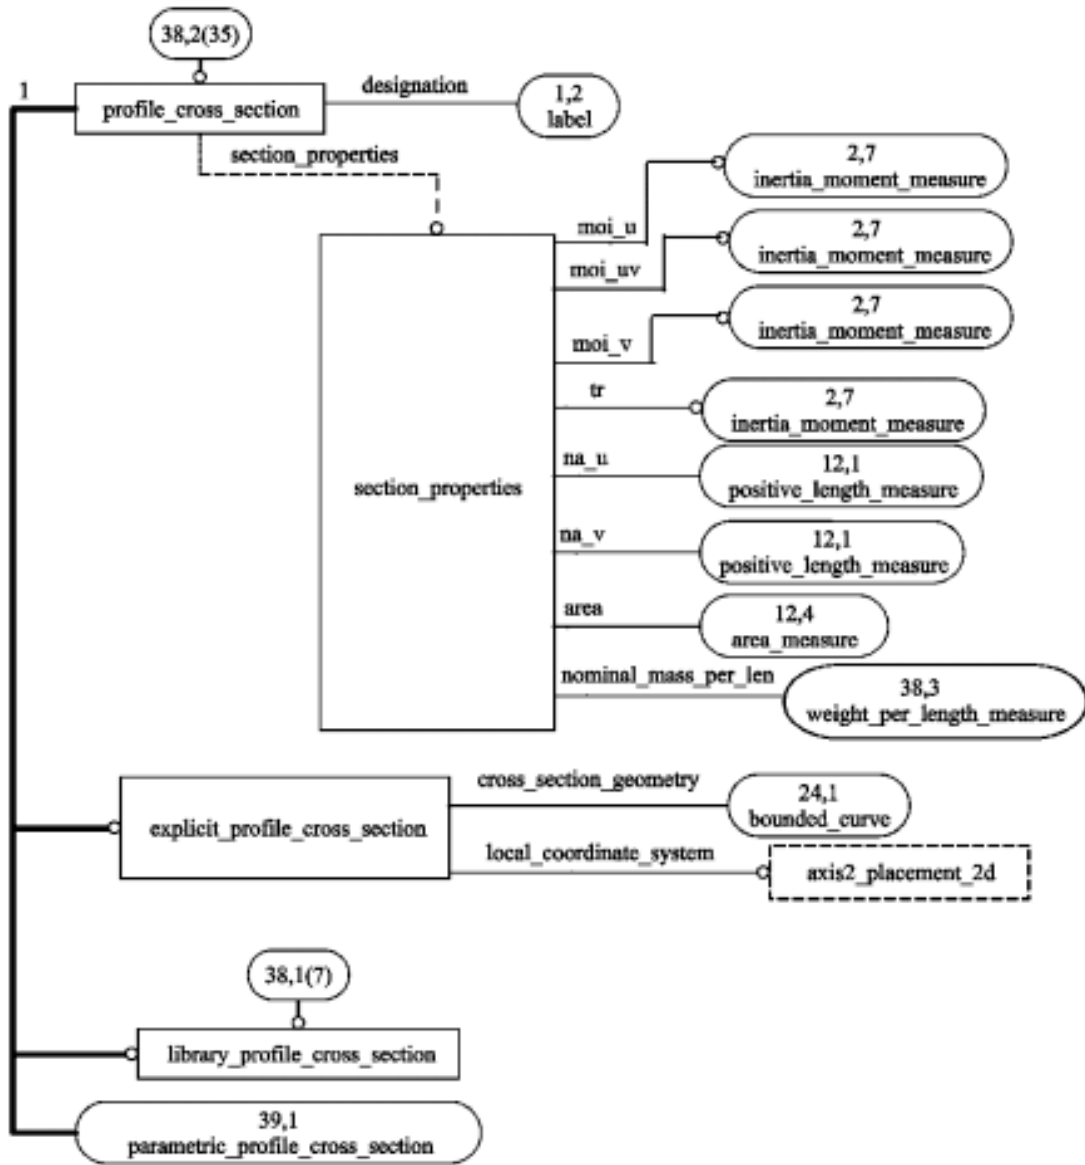 38,2(35)
1
profile_cross_section
designation
1,2
label
section_properties
2,7
inertia_moment_measure
moi_u
2,7
inertia_moment_measure
moi_uv
2,7
inertia_moment_measure
moi_v
tr
2,7
inertia_moment_measure
na_u
12,1
positive_length_measure
section_properties
na_v
12,1
positive_length_measure
area
12,4
area_measure
nominal_mass_per_len
38,3
weight_per_length_measure
cross_section_geometry
24,1
bounded_curve
explicit_profile_cross_section
local_coordinate_system
axis2_placement_2d
38,1(7)
library_profile_cross_section
39,1
parametric_profile_cross_section